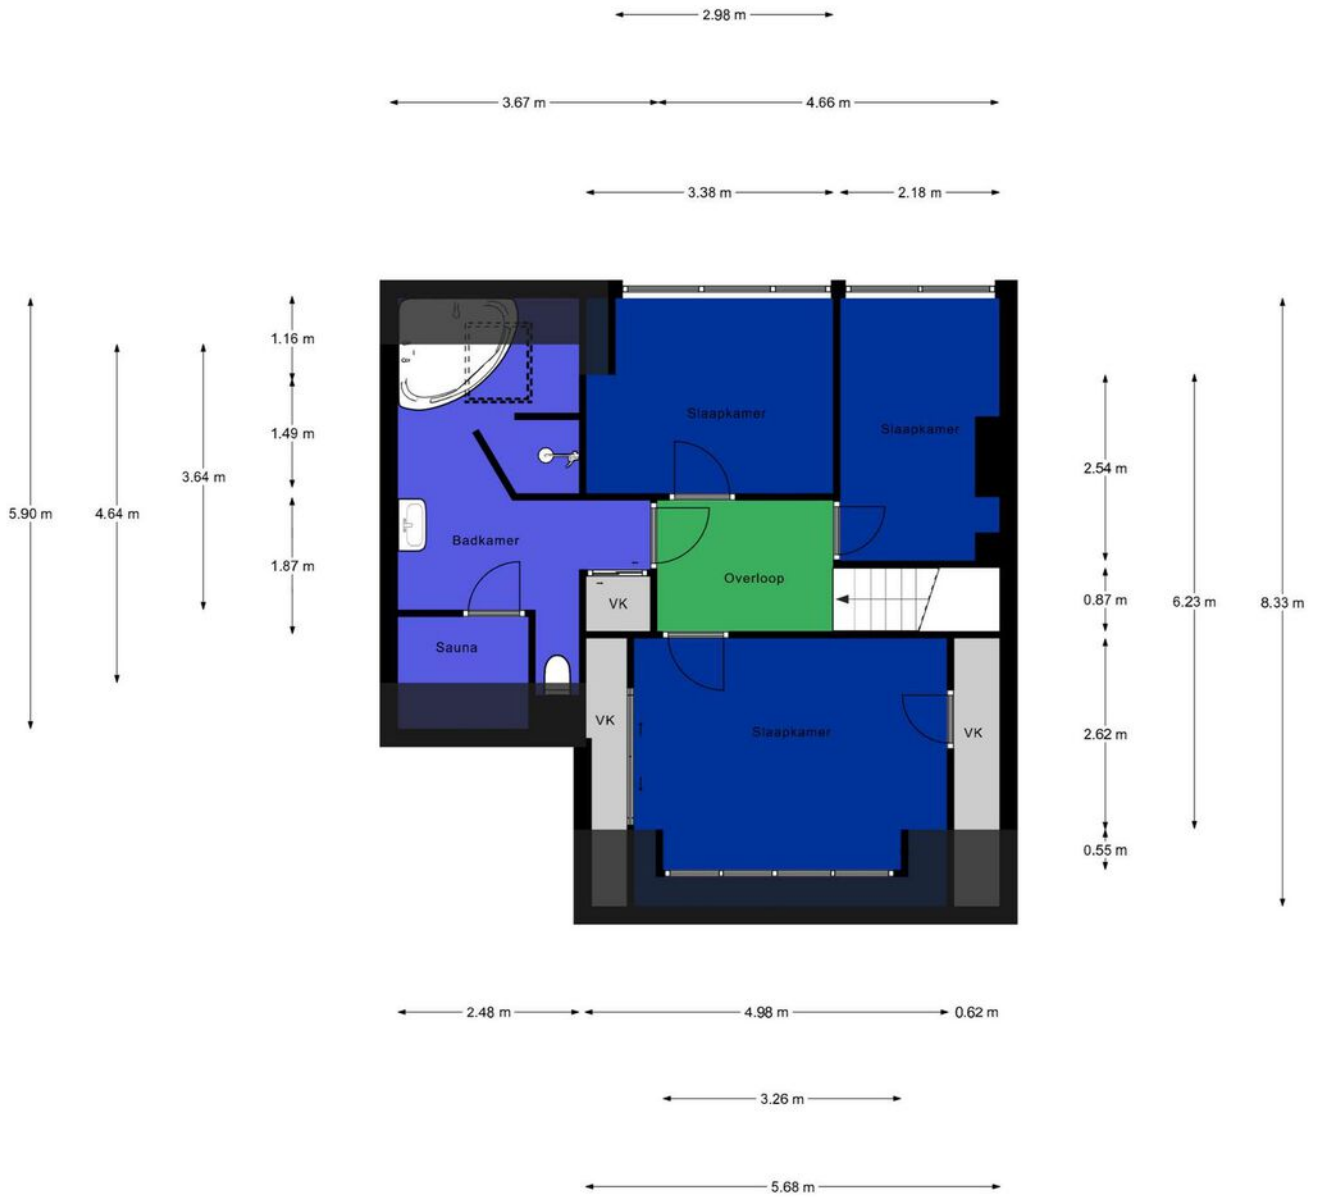 2.98 m
3.67 m
4.66 m
3.38 m
2.18 m
1.16 m
Slaapkamer
Slaapkamer
1.49 m
2.54 m
3.64 m
5.90 m
4.64 m
Badkamer
1.87 m
Overloop
VK
0.87 m
6.23 m
8.33 m
Sauna
VK
Slaapkamer
VK
2.62 m
0.55 m
2.48 m
4.98 m
0.62 m
3.26 m
5.68 m